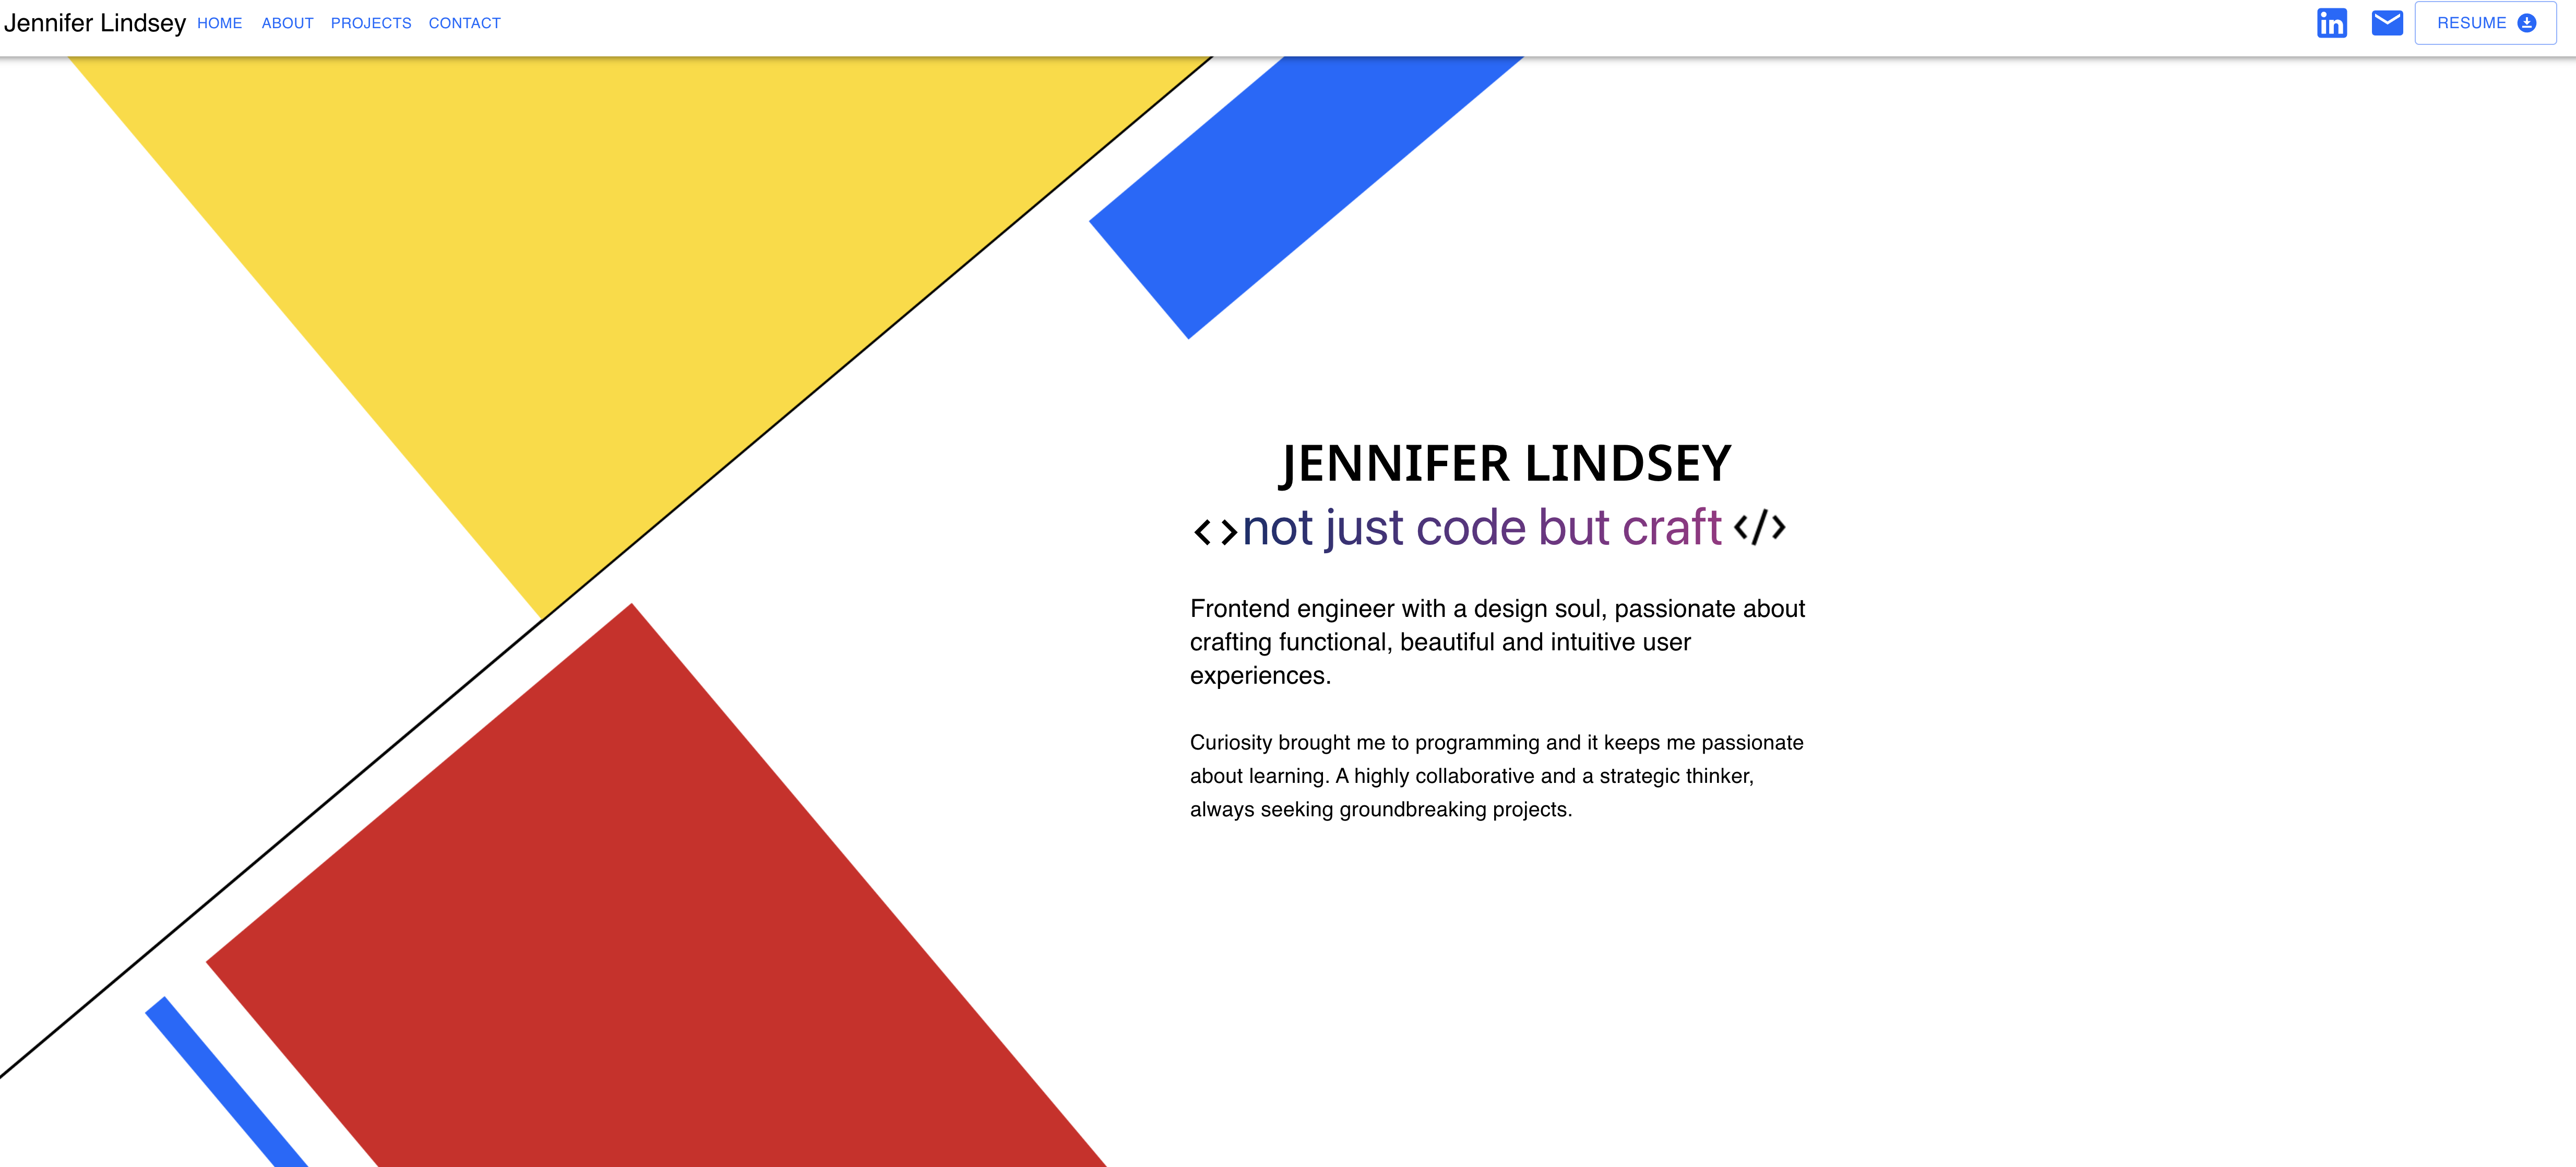 Jennifer Lindsey HOME ABOUT PROJECTS CONTACT in RESUME
JENNIFER LINDSEY
<>not just code but craft </>
Frontend engineer with a design soul, passionate about
crafting functional, beautiful and intuitive user
experiences.
Curiosity brought me to programming and it keeps me passionate
about learning. A highly collaborative and a strategic thinker,
always seeking groundbreaking projects.